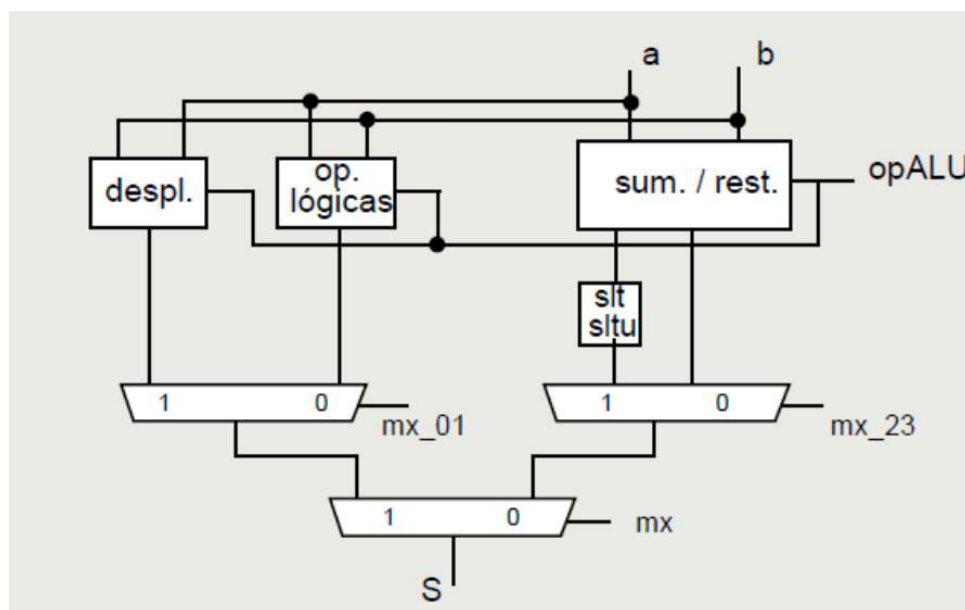 a b
despl.
op.
lógicas
sum. / rest.
opALU
slt
sltu
1 0
mx_01
1 0
mx_23
1 0
mx
S